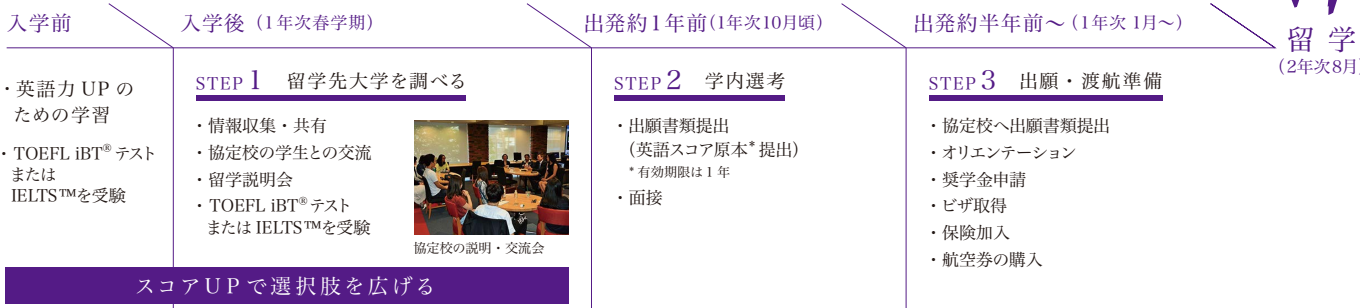 入学前
・英語力 UP の
ための学習
・TOEFL iBT® テスト
または
IELTS™を受験
入学後（1年次春学期）
STEP 1 留学先大学を調べる
・情報収集・共有
・協定校の学生との交流
・留学説明会
・TOEFL iBT® テスト
または IELTS™を受験
協定校の説明・交流会
スコアUPで選択肢を広げる
出発約1年前(1年次10月頃)
STEP 2 学内選考
・出願書類提出
(英語スコア原本* 提出)
* 有効期限は 1 年
・面接
出発約半年前〜（1年次 1月〜）
STEP 3 出願・渡航準備
・協定校へ出願書類提出
・オリエンテーション
・奨学金申請
・ビザ取得
・保険加入
・航空券の購入
留 学
(2年次8月